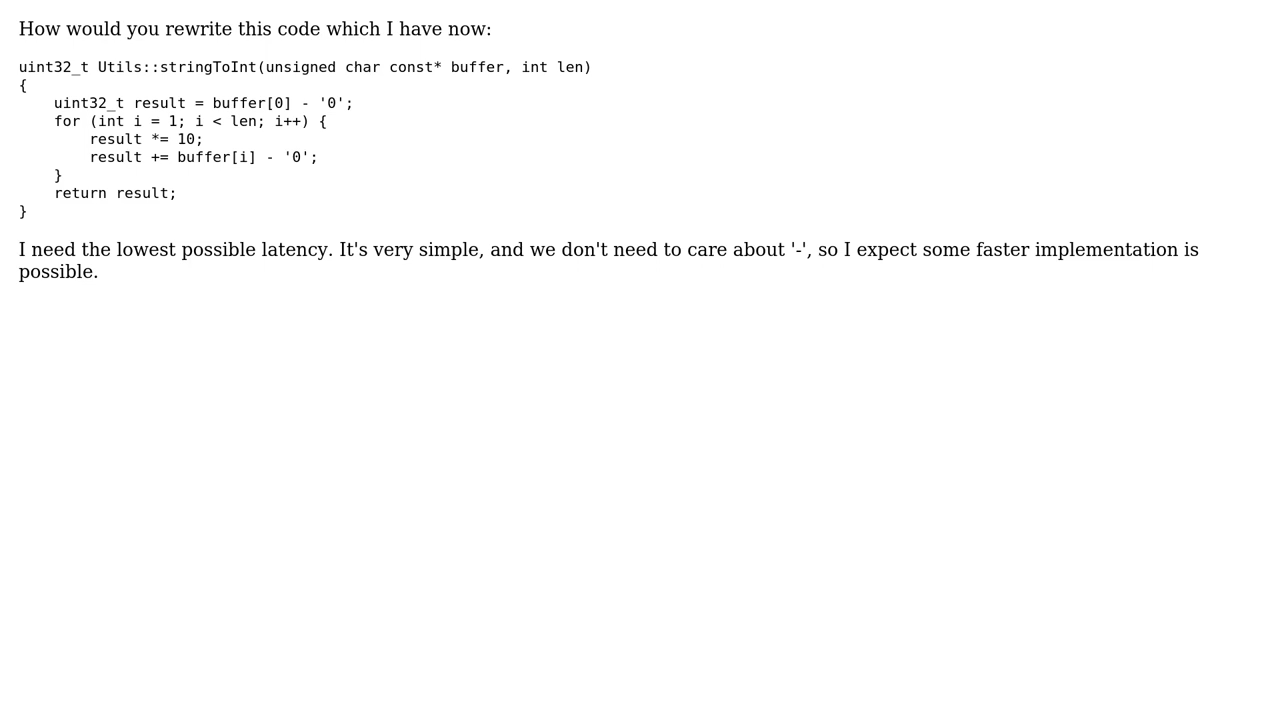 How would you rewrite this code which I have now:
uint32_t Utils::stringToInt(unsigned char const* buffer, int len)
{
    uint32_t result = buffer[0] - '0';
    for (int i = 1; i < len; i++) {
        result *= 10;
        result += buffer[i] - '0';
    }
    return result;
}
I need the lowest possible latency. It's very simple, and we don't need to care about '-', so I expect some faster implementation is
possible.